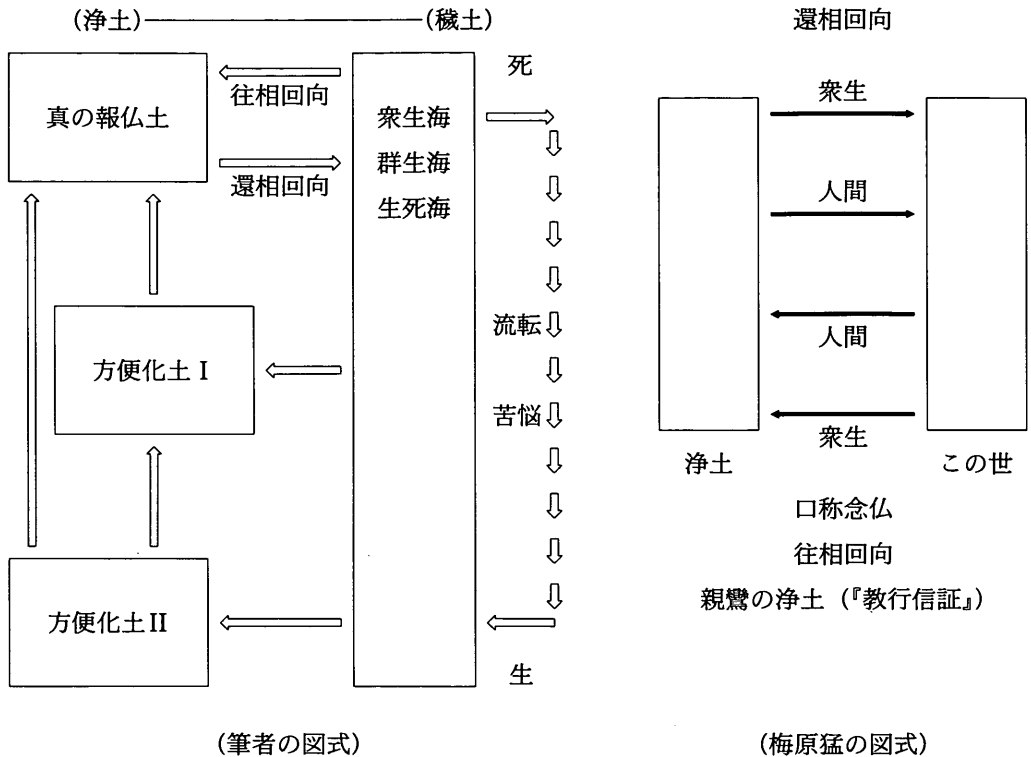 (浄土)
(穢土)
真の報仏土
往相回向
還相回向
衆生海
群生海
生死海
死
流転
苦悩
生
方便化土Ⅰ
方便化土Ⅱ
(筆者の図式)
還相回向
衆生
人間
人間
衆生
浄土
この世
口称念仏
往相回向
親鸞の浄土(『教行信証』)
(梅原猛の図式)